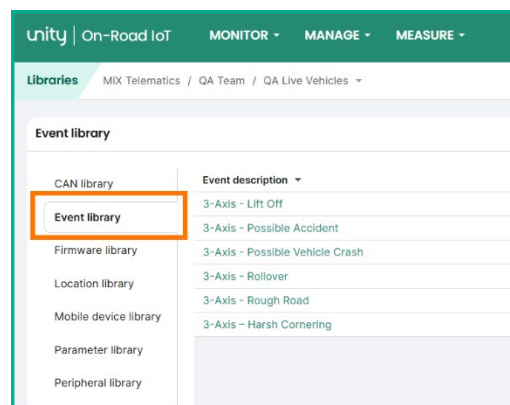 unity | On-Road IoT MONITOR MANAGE MEASURE
Libraries MiX Telematics / QA Team / QA Live Vehicles
Event library
CAN library
Event library
Firmware library
Location library
Mobile device library
Parameter library
Peripheral library
Event description
3-Axis - Lift Off
3-Axis - Possible Accident
3-Axis - Possible Vehicle Crash
3-Axis - Rollover
3-Axis - Rough Road
3-Axis – Harsh Cornering